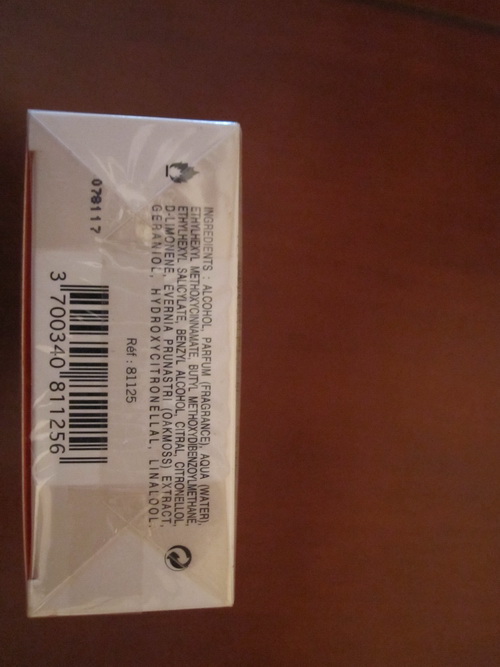 INGREDIENTS : ALCOHOL, PARFUM (FRAGRANCE), AQUA (WATER),
ETHYLHEXYL METHOXYCINNAMATE, BUTYL METHOXYDIBENZOYLMETHANE,
ETHYLHEXYL SALICYLATE, BENZYL ALCOHOL, CITRAL, CITRONELLOL,
D-LIMONENE, EVERNIA PRUNASTRI (OAKMOSS) EXTRACT,
GERANIOL, HYDROXYCITRONELLAL, LINALOOL.
Réf : 81125
078117
3 700340 811256